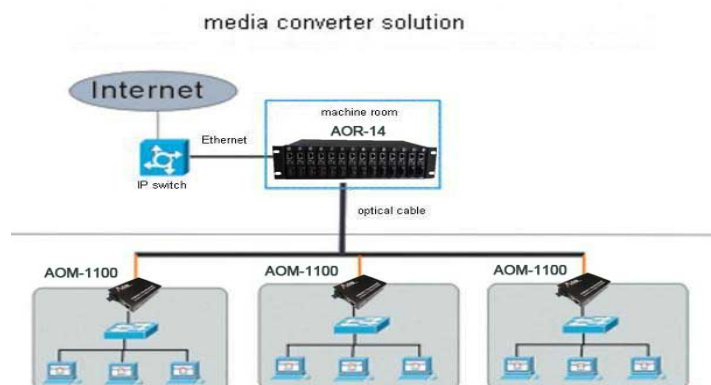 media converter solution
Internet
machine room
AOR-14
Ethernet
IP switch
optical cable
AOM-1100
AOM-1100
AOM-1100